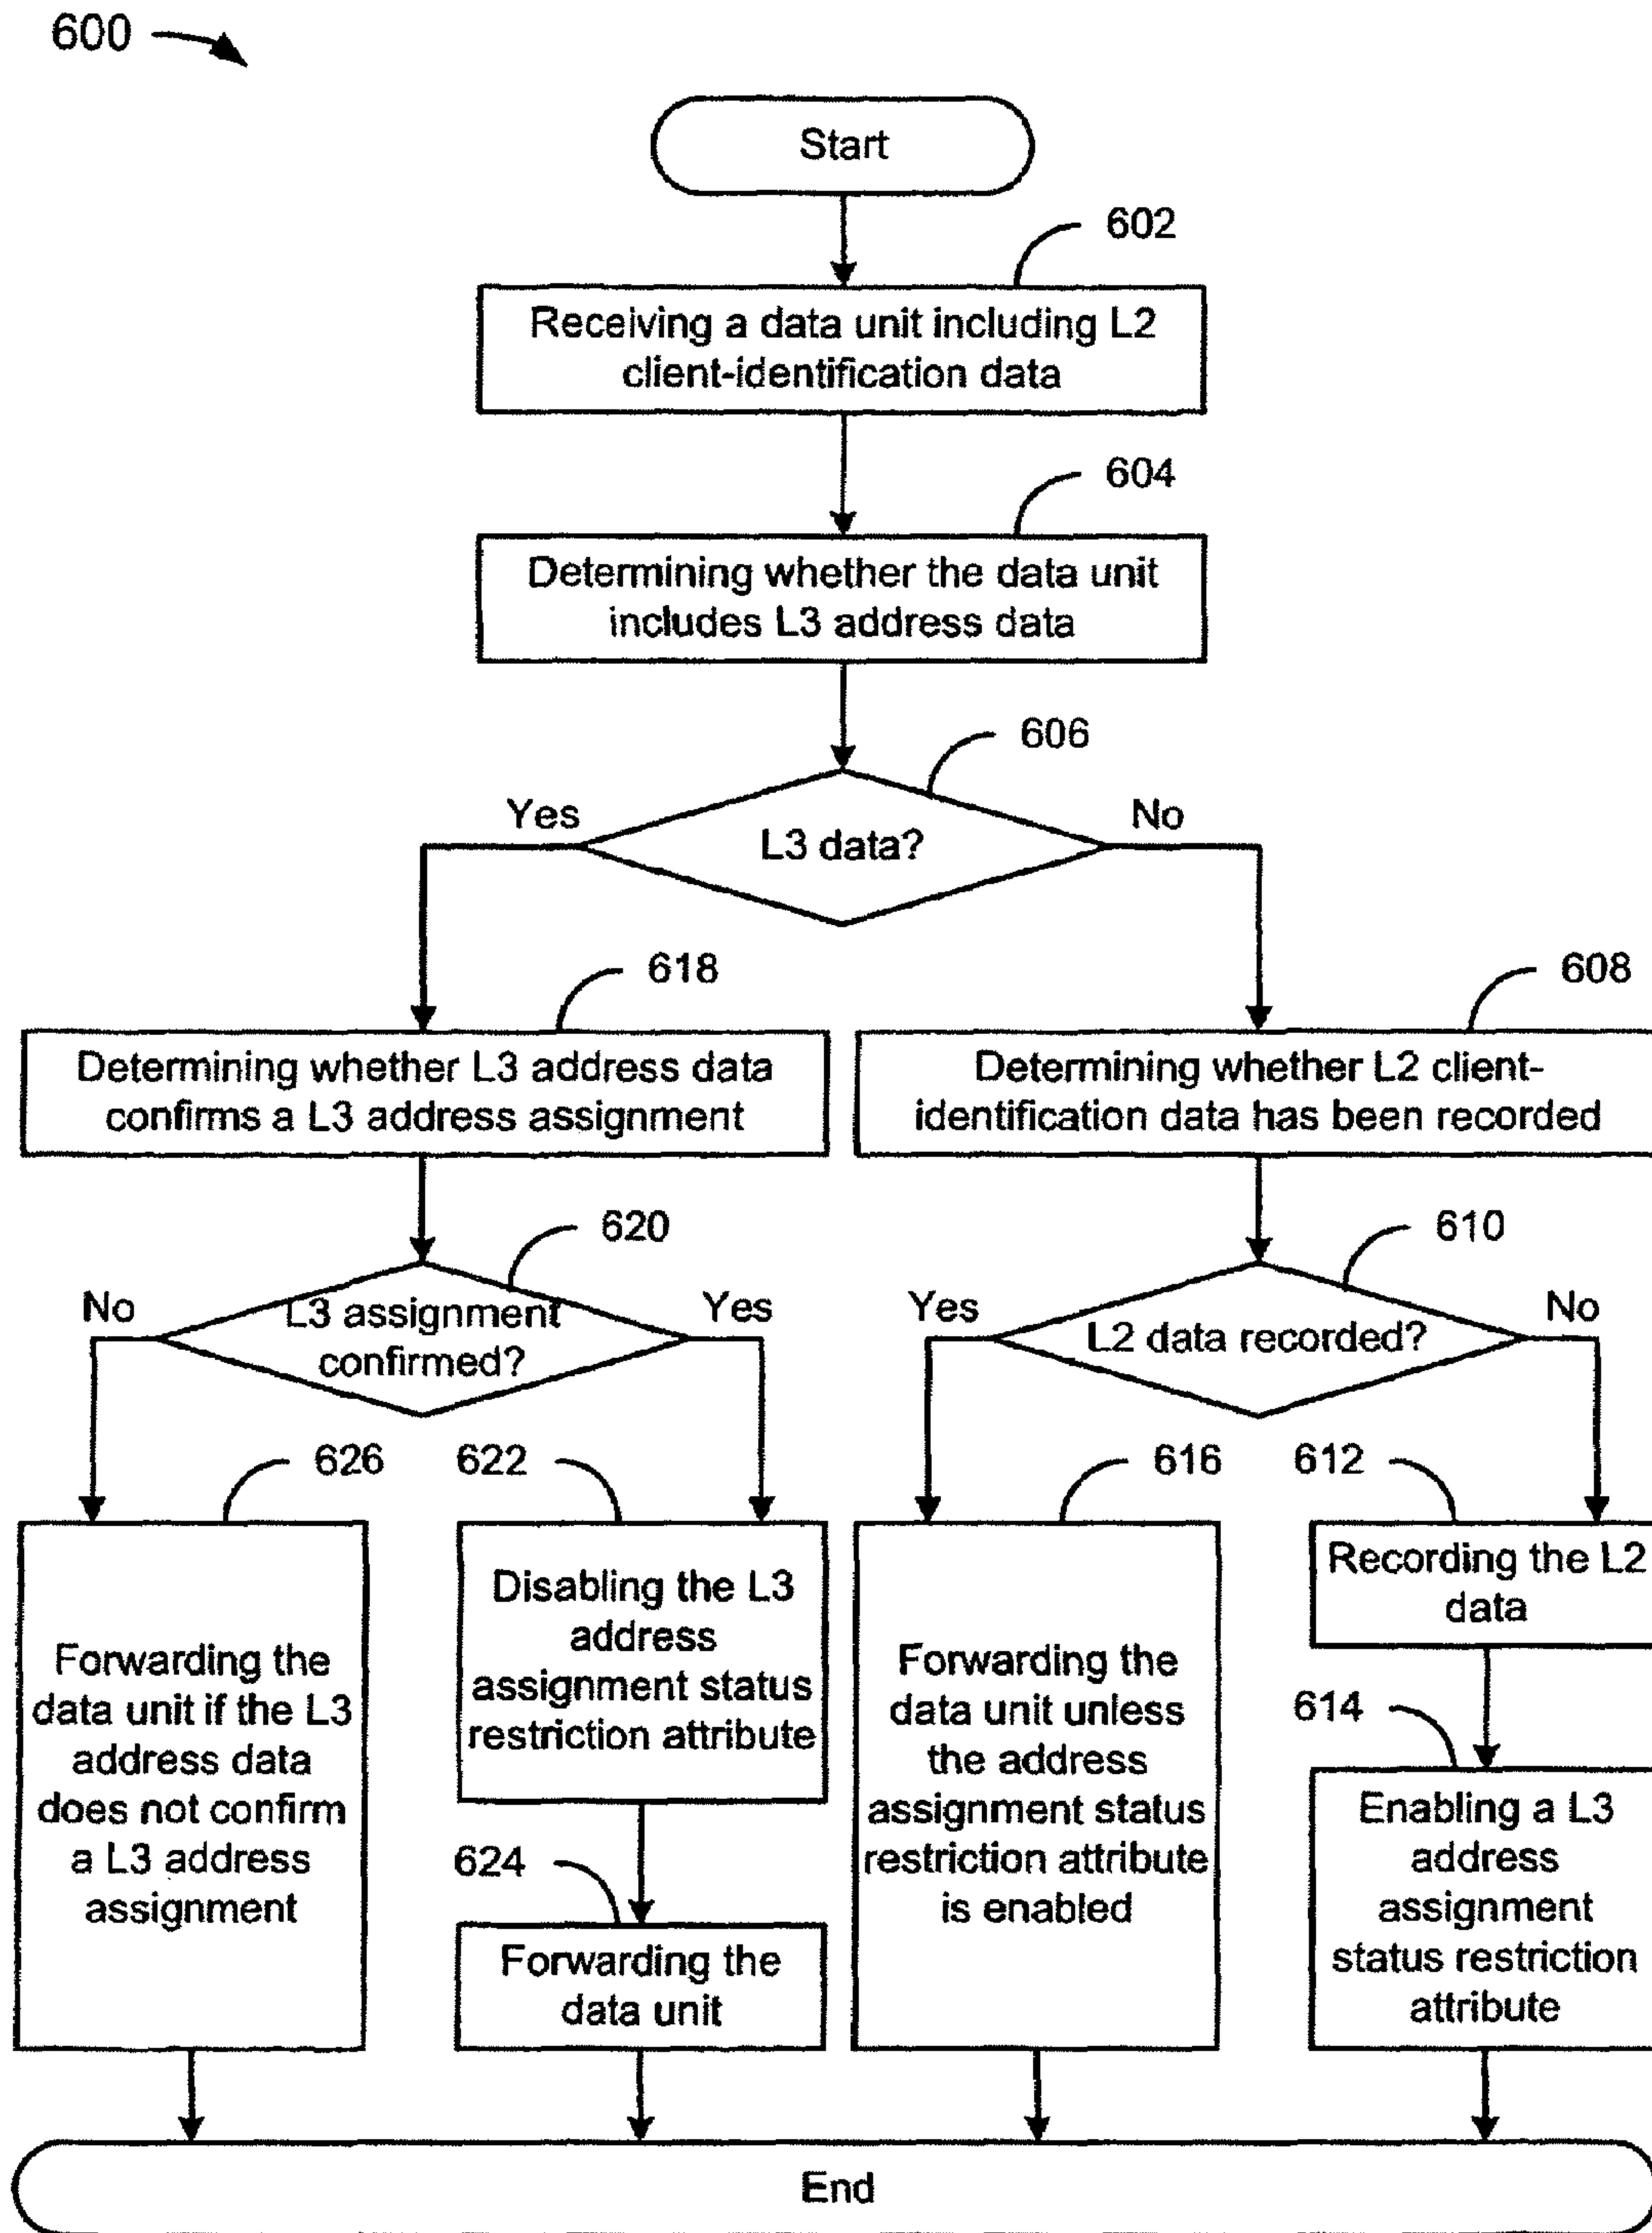 600
Start
602
Receiving a data unit including L2
client-identification data
604
Determining whether the data unit
includes L3 address data
606
Yes
No
L3 data?
618
608
Determining whether L3 address data
confirms a L3 address assignment
Determining whether L2 client-
identification data has been recorded
620
610
No
L3 assignment
confirmed?
Yes
Yes
L2 data recorded?
No
626
622
616
612
Forwarding the
data unit if the L3
address data
does not confirm
a L3 address
assignment
Disabling the L3
address
assignment status
restriction attribute
624
Forwarding the
data unit
Forwarding the
data unit unless
the address
assignment status
restriction attribute
is enabled
Recording the L2
data
614
Enabling a L3
address
assignment
status restriction
attribute
End